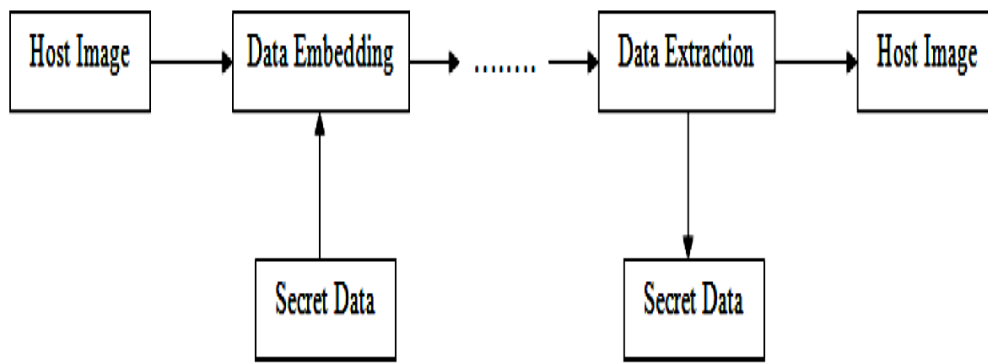 Host Image
Data Embedding
........
Data Extraction
Host Image
Secret Data
Secret Data